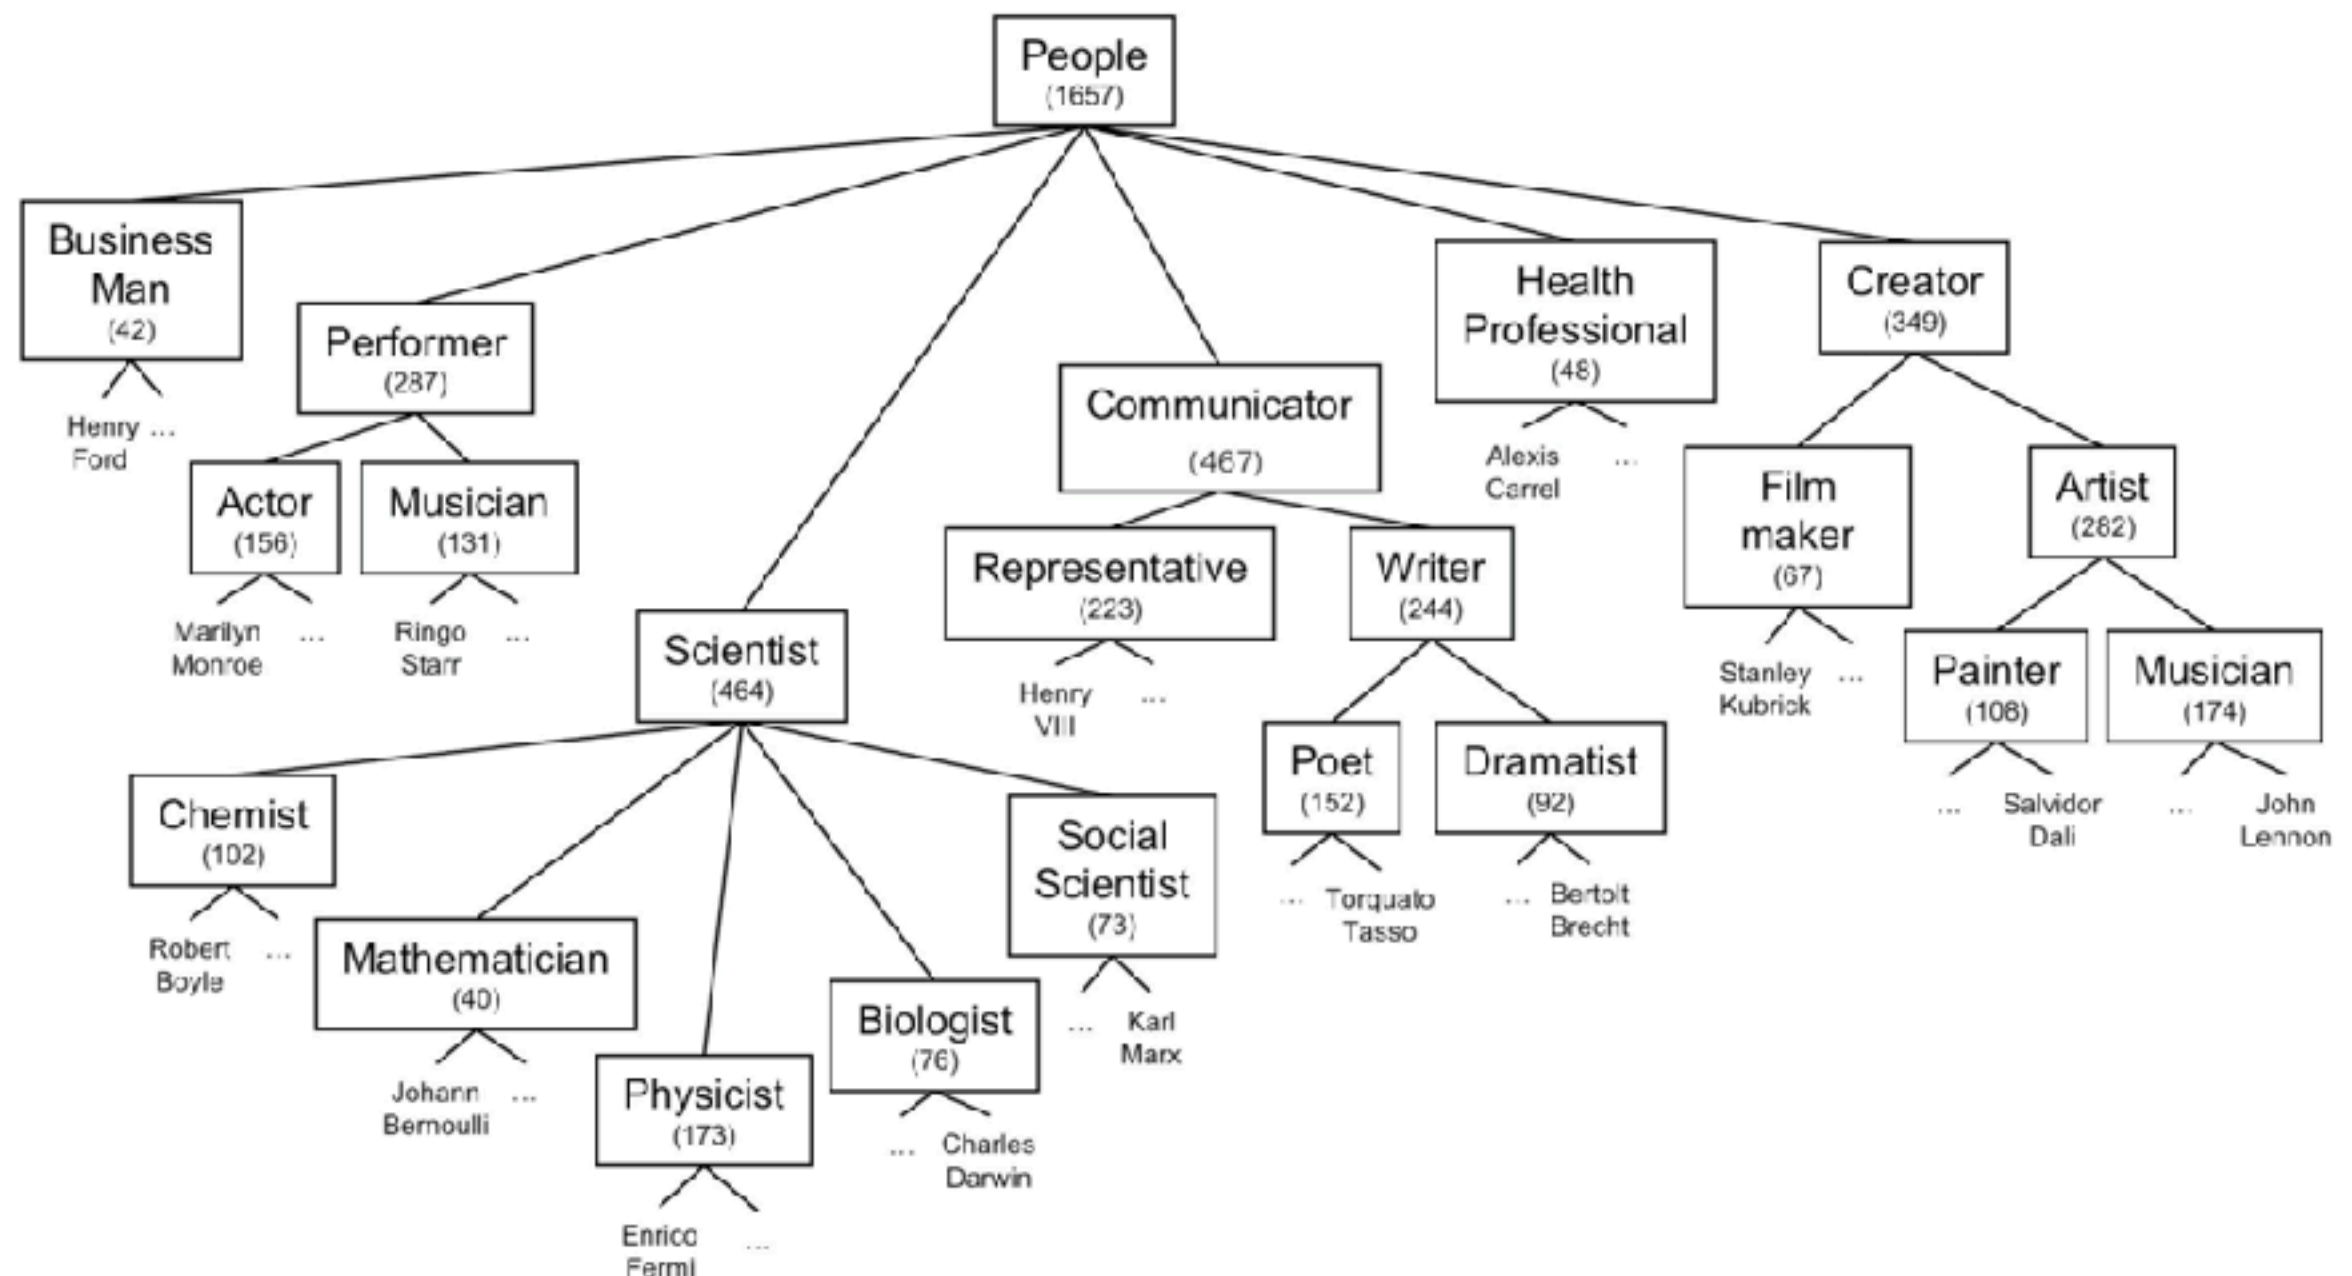 People
(1657)
Business
Man
(42)
Henry ...
Ford
Performer
(287)
Actor
(156)
Marilyn ...
Monroe
Musician
(131)
Ringo ...
Starr
Scientist
(464)
Chemist
(102)
Robert ...
Boyle
Mathematician
(40)
Johann ...
Bernoulli
Physicist
(173)
Enrico ...
Fermi
Biologist
(76)
... Charles
Darwin
Social
Scientist
(73)
... Karl
Marx
Communicator
(467)
Representative
(223)
Henry ...
VIII
Writer
(244)
Poet
(152)
... Torquato
Tasso
Dramatist
(92)
... Bertolt
Brecht
Health
Professional
(48)
Alexis ...
Carrel
Creator
(349)
Film
maker
(67)
Stanley ...
Kubrick
Artist
(282)
Painter
(108)
... Salvidor
Dali
Musician
(174)
... John
Lennon